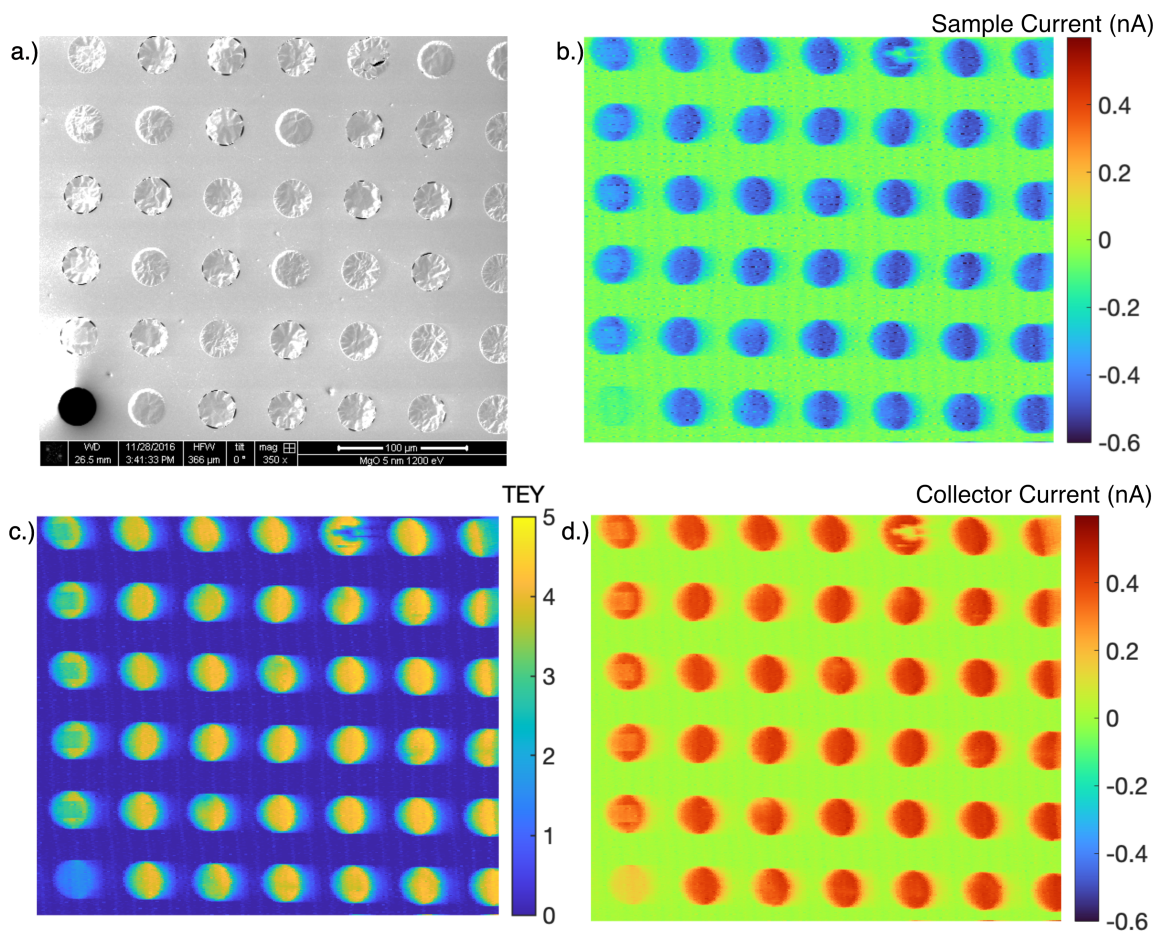 a.)
WD 11/28/2016 HFW tilt mag 100 µm
26.5 mm 3:41:33 PM 366 µm 0 ° 350 x MgO 5 nm 1200 eV
b.)
Sample Current (nA)
0.4
0.2
0
-0.2
-0.4
-0.6
c.)
TEY
5
4
3
2
1
0
d.)
Collector Current (nA)
0.4
0.2
0
-0.2
-0.4
-0.6